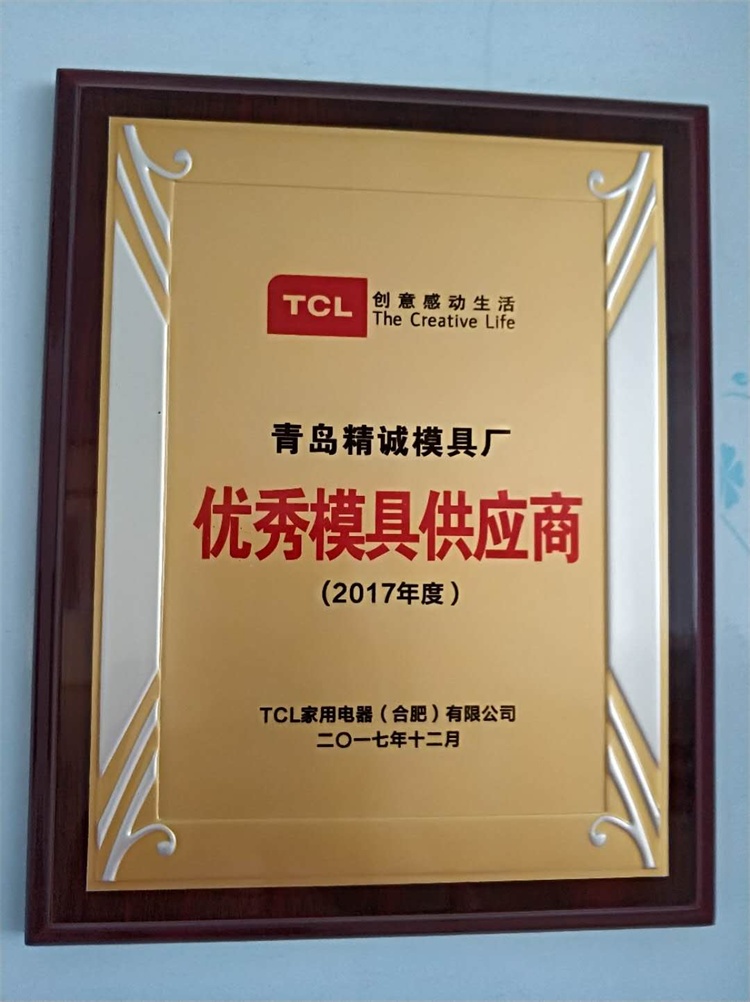 TCL
创意感动生活
The Creative Life
青岛精诚模具厂
优秀模具供应商
（2017年度）
TCL家用电器（合肥）有限公司
二〇一七年十二月